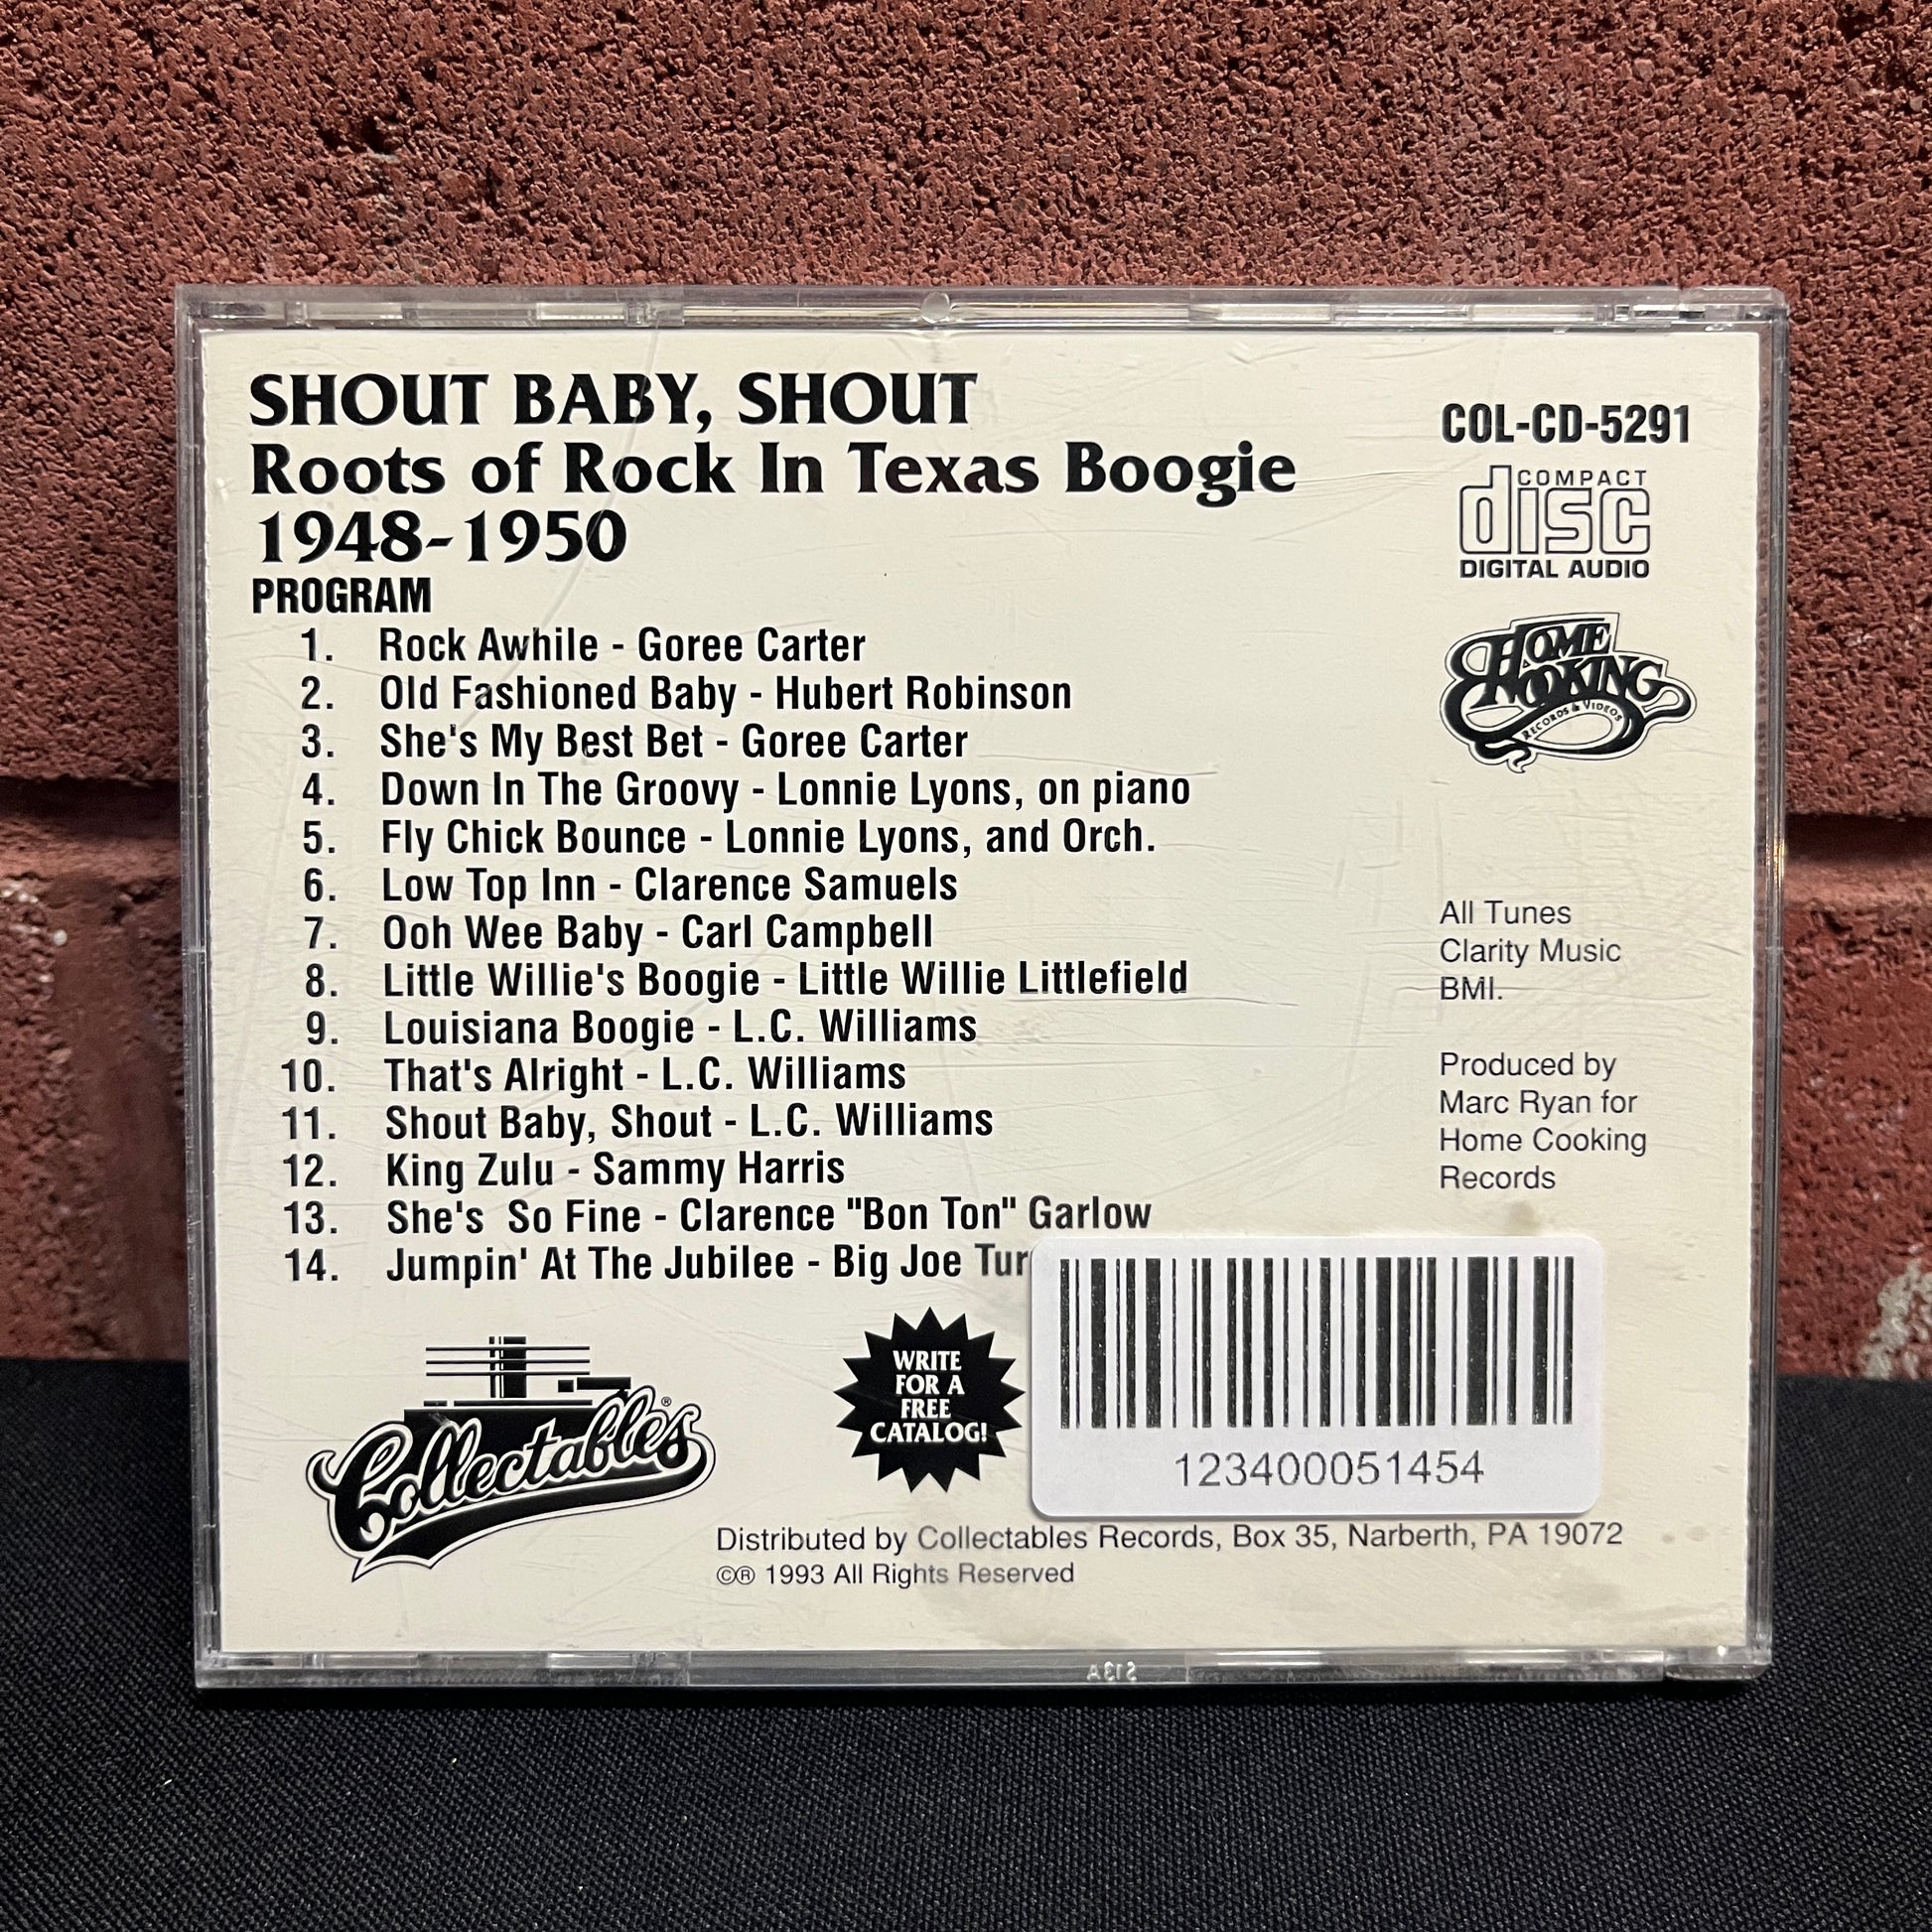 SHOUT BABY, SHOUT
Roots of Rock In Texas Boogie
1948-1950
PROGRAM
1. Rock Awhile - Goree Carter
2. Old Fashioned Baby - Hubert Robinson
3. She's My Best Bet - Goree Carter
4. Down In The Groovy - Lonnie Lyons, on piano
5. Fly Chick Bounce - Lonnie Lyons, and Orch.
6. Low Top Inn - Clarence Samuels
7. Ooh Wee Baby - Carl Campbell
8. Little Willie's Boogie - Little Willie Littlefield
9. Louisiana Boogie - L.C. Williams
10. That's Alright - L.C. Williams
11. Shout Baby, Shout - L.C. Williams
12. King Zulu - Sammy Harris
13. She's So Fine - Clarence "Bon Ton" Garlow
14. Jumpin' At The Jubilee - Big Joe Tur
COL-CD-5291
COMPACT
disc
DIGITAL AUDIO
HOME
COOKING
RECORDS & VIDEOS
All Tunes
Clarity Music
BMI.
Produced by
Marc Ryan for
Home Cooking
Records
Collectables®
WRITE
FOR A
FREE
CATALOG!
123400051454
Distributed by Collectables Records, Box 35, Narberth, PA 19072
©® 1993 All Rights Reserved